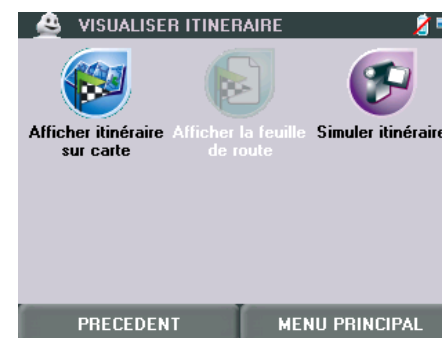 VISUALISER ITINERAIRE
Afficher itinéraire
sur carte
Afficher la feuille
de route
Simuler itinéraire
PRECEDENT
MENU PRINCIPAL